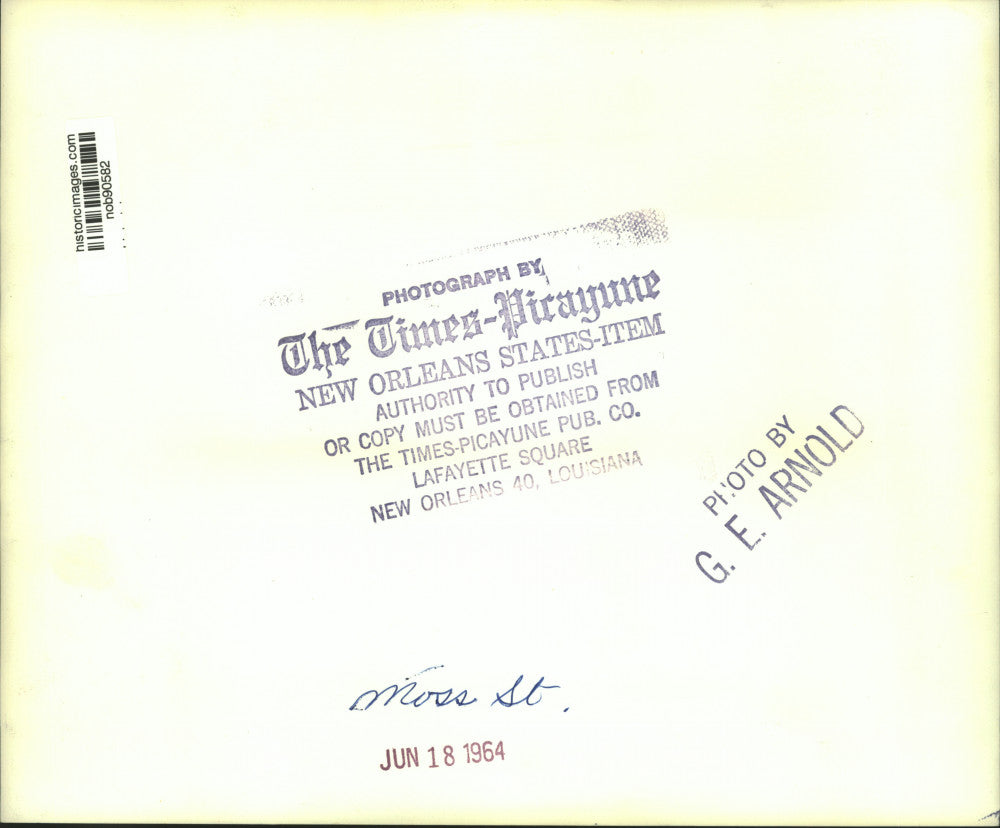 historicimages.com
nob90582
PHOTOGRAPH BY
The Times-Picayune
NEW ORLEANS STATES-ITEM
AUTHORITY TO PUBLISH
OR COPY MUST BE OBTAINED FROM
THE TIMES-PICAYUNE PUB. CO.
LAFAYETTE SQUARE
NEW ORLEANS 40, LOUISIANA
PHOTO BY
G. E. ARNOLD
Moss St.
JUN 18 1964